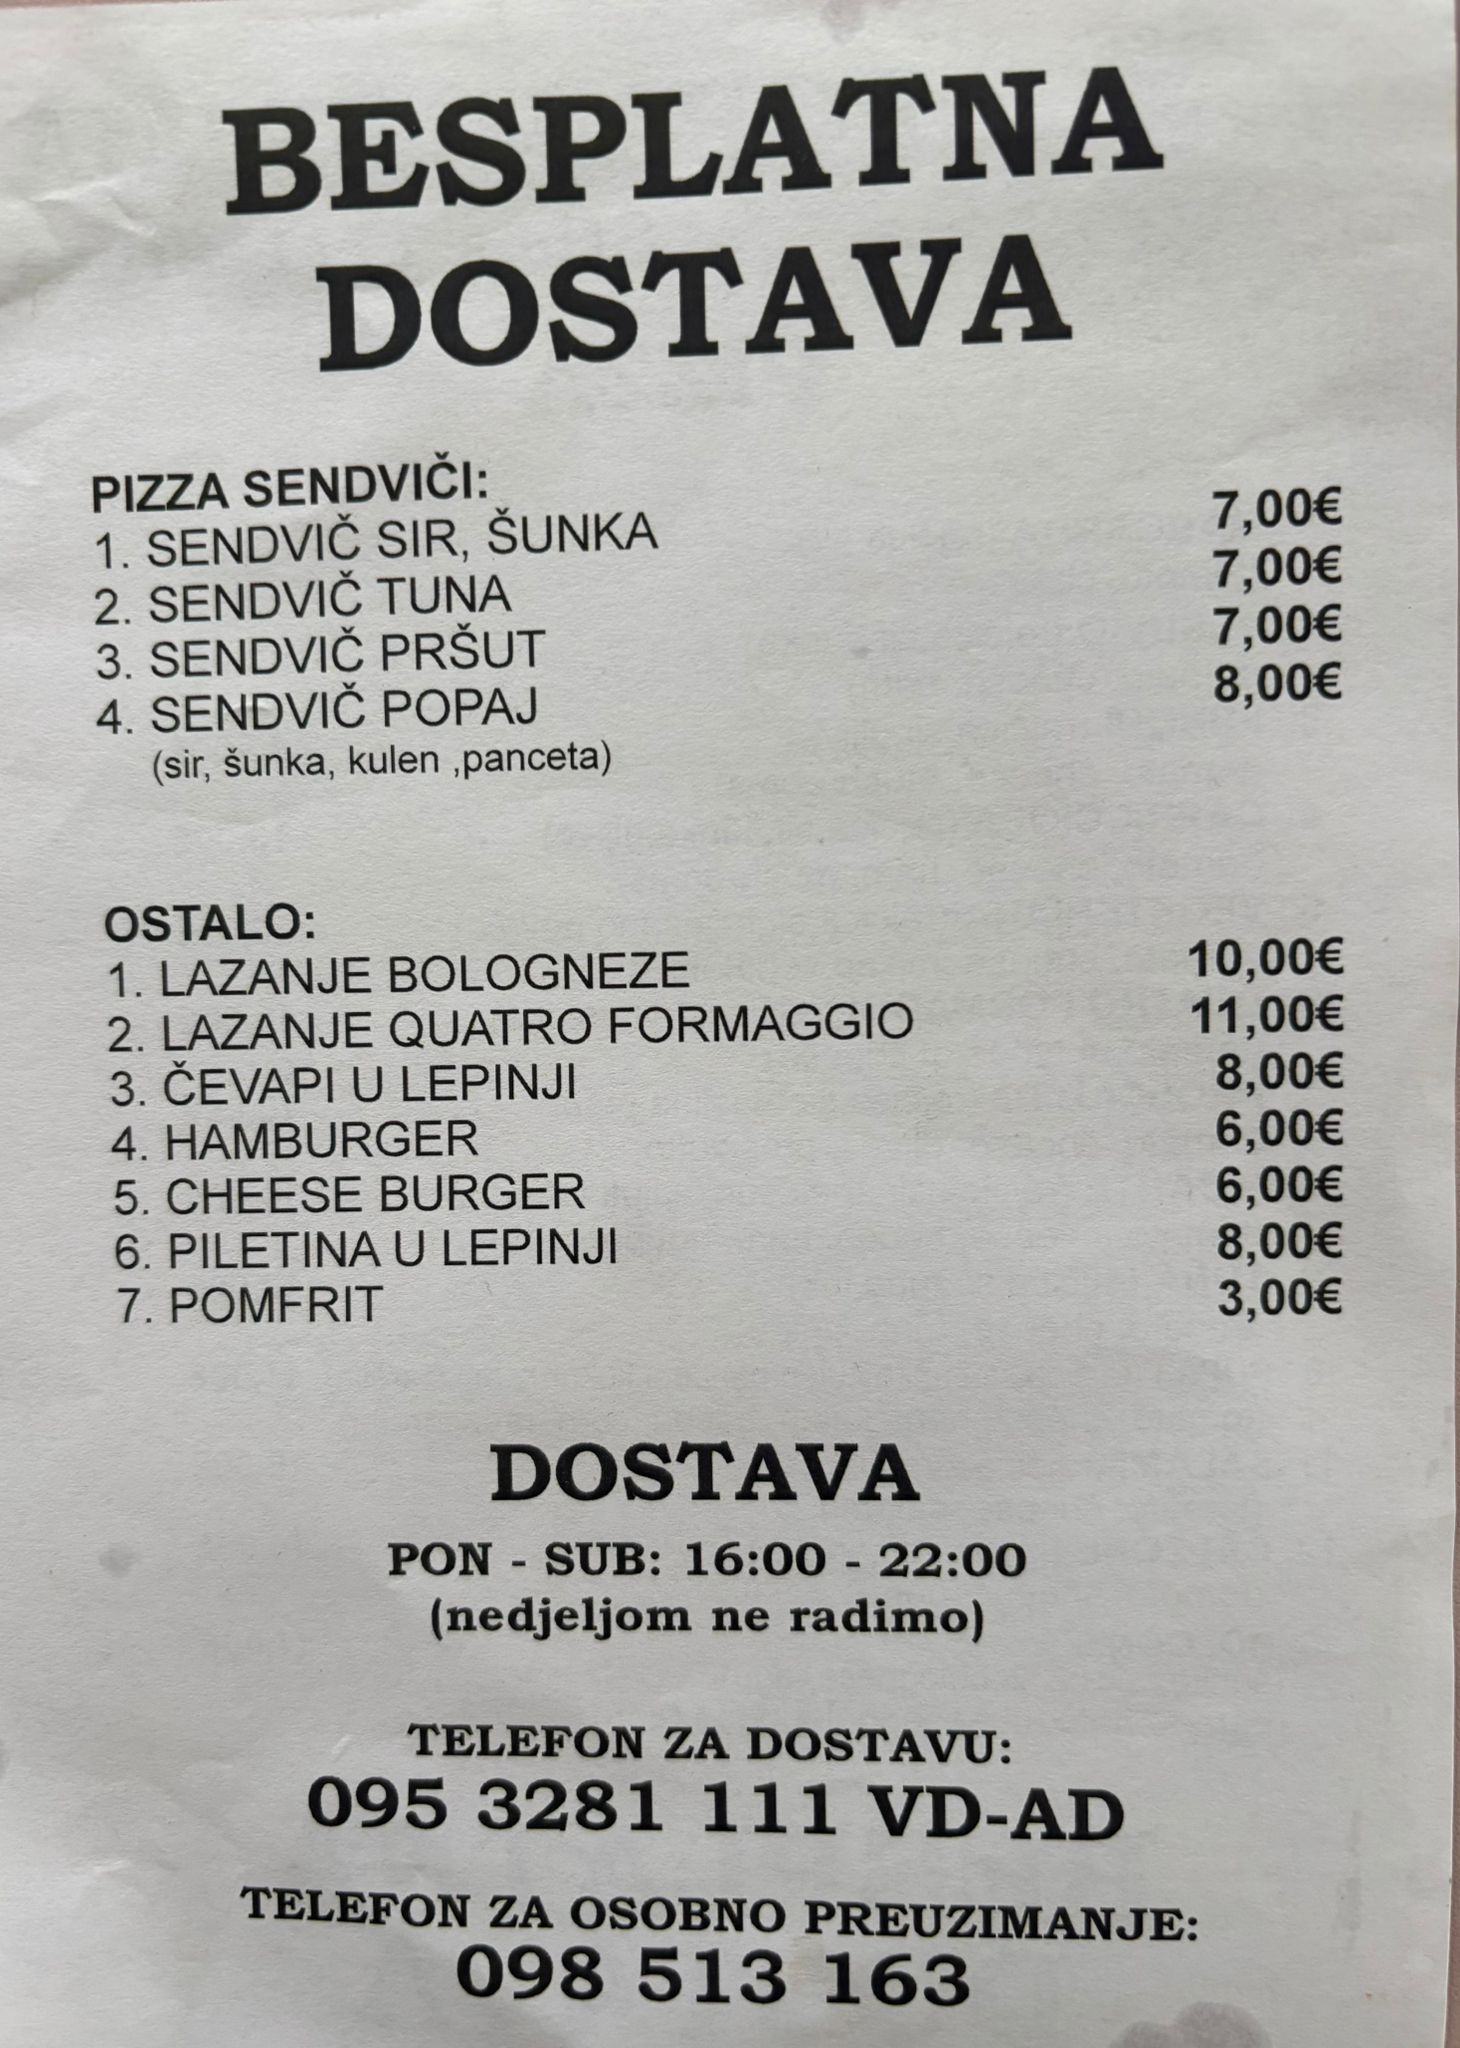 BESPLATNA
DOSTAVA
PIZZA SENDVIČI:
1. SENDVIČ SIR, ŠUNKA 7,00€
2. SENDVIČ TUNA 7,00€
3. SENDVIČ PRŠUT 7,00€
4. SENDVIČ POPAJ 8,00€
(sir, šunka, kulen ,panceta)
OSTALO:
1. LAZANJE BOLOGNEZE 10,00€
2. LAZANJE QUATRO FORMAGGIO 11,00€
3. ČEVAPI U LEPINJI 8,00€
4. HAMBURGER 6,00€
5. CHEESE BURGER 6,00€
6. PILETINA U LEPINJI 8,00€
7. POMFRIT 3,00€
DOSTAVA
PON - SUB: 16:00 - 22:00
(nedjeljom ne radimo)
TELEFON ZA DOSTAVU:
095 3281 111 VD-AD
TELEFON ZA OSOBNO PREUZIMANJE:
098 513 163